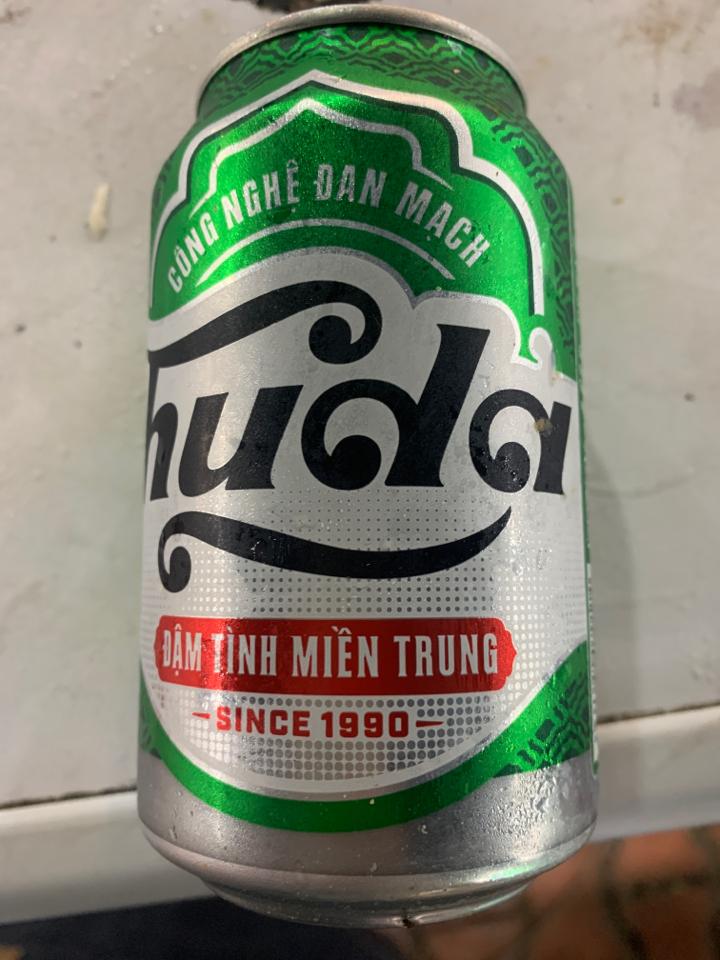 CÔNG NGHỆ ĐAN MẠCH
huda
ĐẬM TÌNH MIỀN TRUNG
SINCE 1990